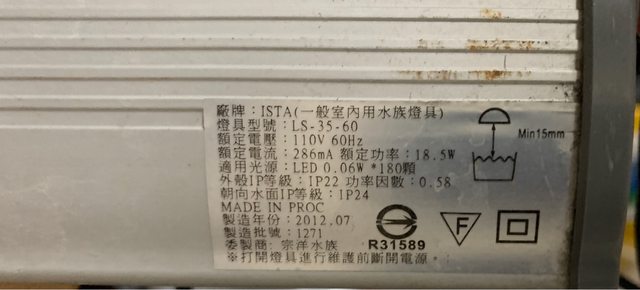 廠牌：ISTA(一般室內用水族燈具)
燈具型號：LS-35-60
額定電壓：110V 60Hz
額定電流：286mA 額定功率：18.5W
適用光源：LED 0.06W *180顆
外殼IP等級：IP22 功率因數：0.58
朝向水面IP等級：IP24
MADE IN PROC
製造年份：2012.07
製造批號：1271
委製商：宗洋水族
※打開燈具進行維護前斷開電源。
Min15mm
R31589
F